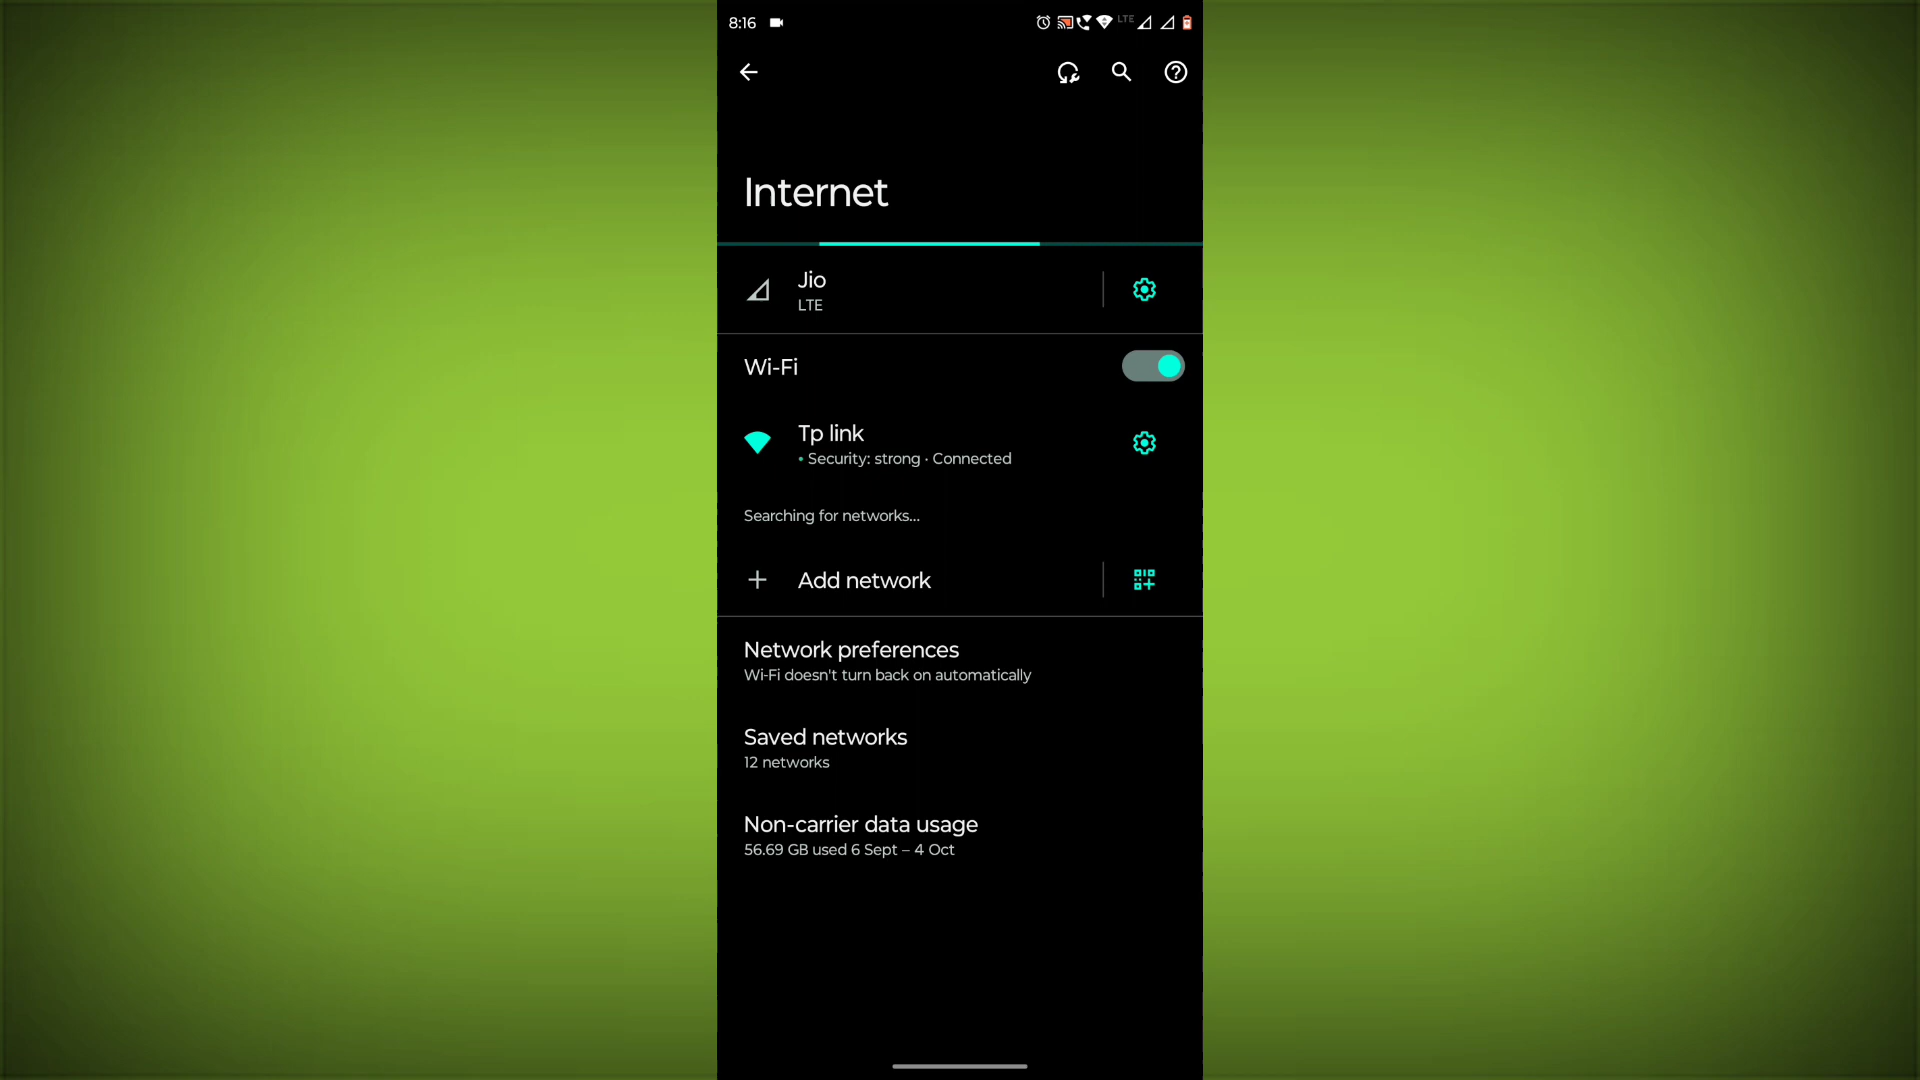 8:16
LTE
Internet
Jio
LTE
Wi-Fi
Tp link
• Security: strong · Connected
Searching for networks...
Add network
Network preferences
Wi-Fi doesn't turn back on automatically
Saved networks
12 networks
Non-carrier data usage
56.69 GB used 6 Sept – 4 Oct